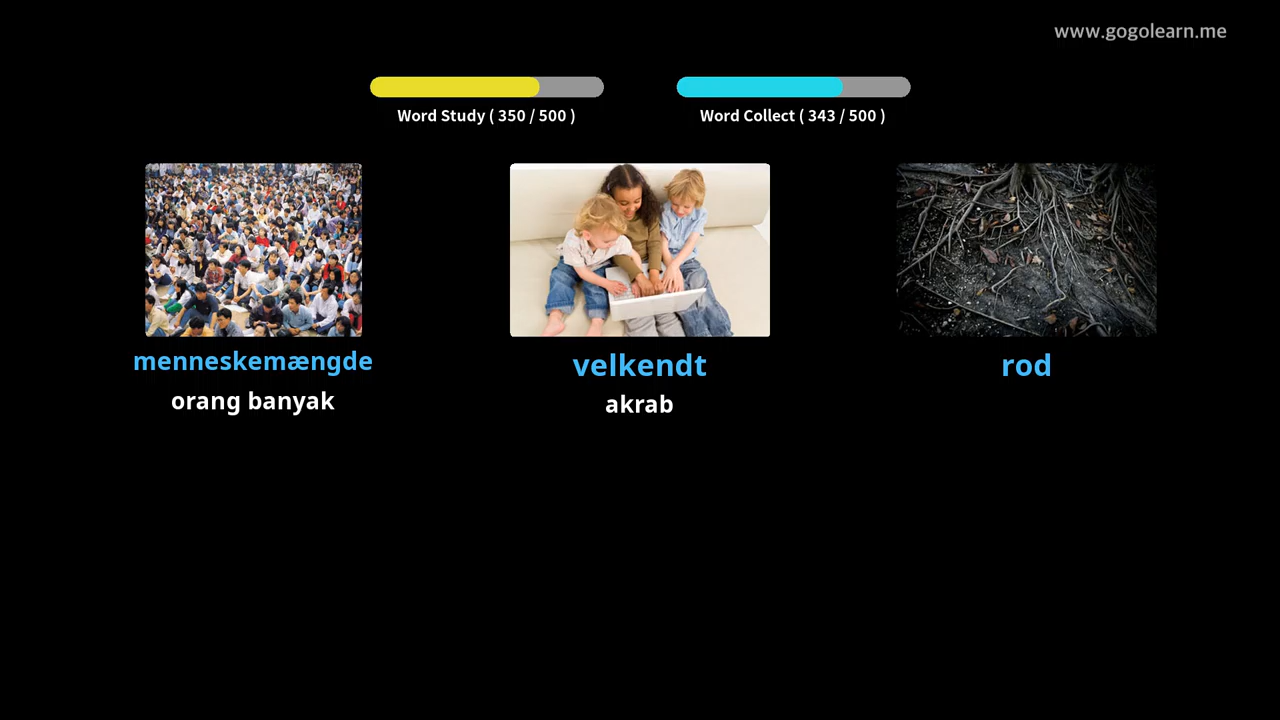 www.gogolearn.me
Word Study ( 350 / 500 )
Word Collect ( 343 / 500 )
menneskemængde
orang banyak
velkendt
akrab
rod